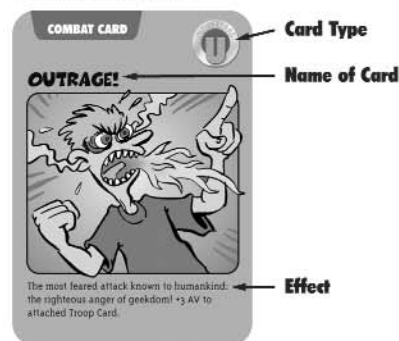 COMBAT CARD
Card Type
OUTRAGE!
Name of Card
The most feared attack known to humankind:
the righteous anger of geekdom! +3 AV to
attached Troop Card.
Effect